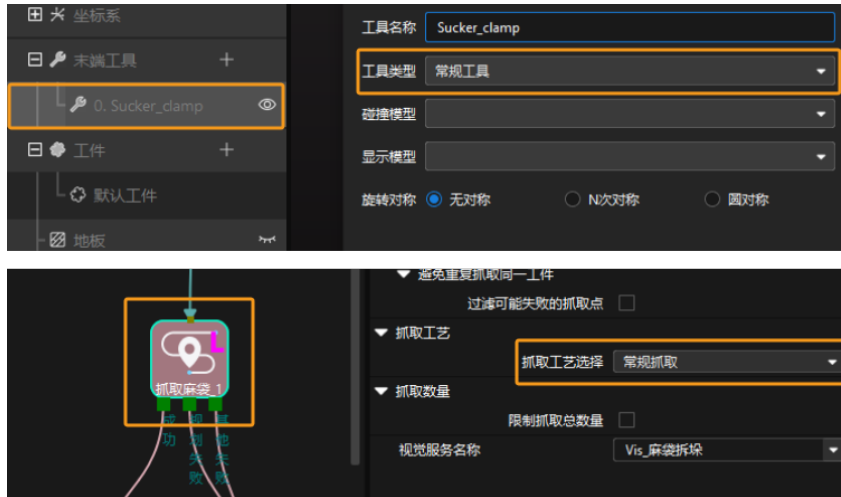 坐标系
工具名称 Sucker_clamp
末端工具
工具类型 常规工具
0. Sucker_clamp
碰撞模型
工件
显示模型
默认工件
旋转对称 无对称 N次对称 圆对称
地板
避免重复抓取同一工件
过滤可能失败的抓取点
抓取工艺
抓取工艺选择 常规抓取
L
抓取麻袋_1
抓取数量
限制抓取总数量
成功
规划失败
其他失败
视觉服务名称 Vis_麻袋拆垛